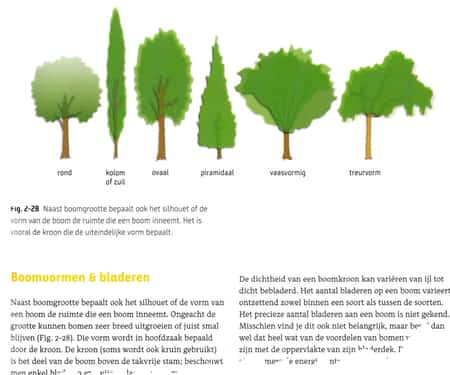 rond
kolom
of zuil
ovaal
piramidaal
vaasvormig
treurvorm
Fig. 2-28 Naast boomgrootte bepaalt ook het silhouet of de
vorm van de boom de ruimte die een boom inneemt. Het is
vooral de kroon die de uiteindelijke vorm bepaalt.
Boomvormen & bladeren
Naast boomgrootte bepaalt ook het silhouet of de vorm van
een boom de ruimte die een boom inneemt. Ongeacht de
grootte kunnen bomen zeer breed uitgroeien of juist smal
blijven (Fig. 2-28). Die vorm wordt in hoofdzaak bepaald
door de kroon. De kroon (soms wordt ook kruin gebruikt)
is het deel van de boom boven de takvrije stam; beschouwt
men enkel
De dichtheid van een boomkroon kan variëren van ijl tot
dicht bebladerd. Het aantal bladeren op een boom varieert
ontzettend zowel binnen een soort als tussen de soorten.
Het precieze aantal bladeren aan een boom is niet gekend.
Misschien vind je dit ook niet belangrijk, maar dan
wel dat heel wat van de voordelen van bomen
zijn met de oppervlakte van zijn
de energ